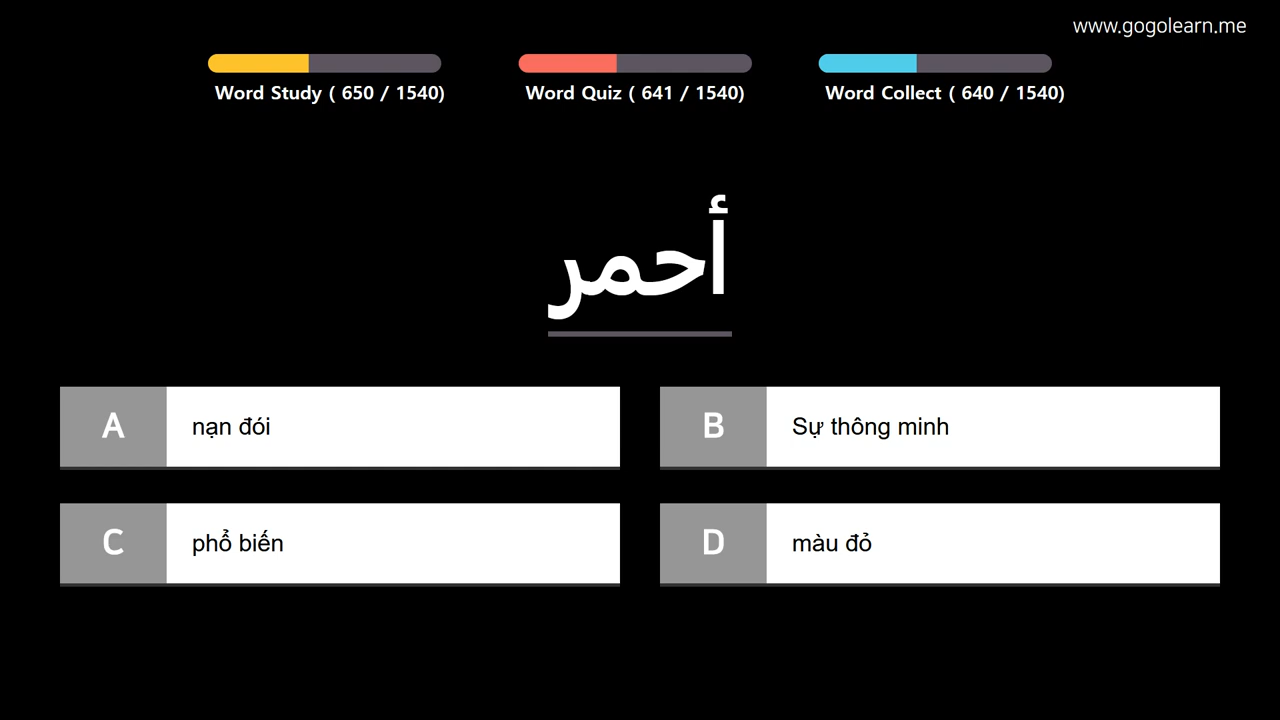 www.gogolearn.me
Word Study ( 650 / 1540)
Word Quiz ( 641 / 1540)
Word Collect ( 640 / 1540)
أحمر
A nạn đói
B Sự thông minh
C phổ biến
D màu đỏ